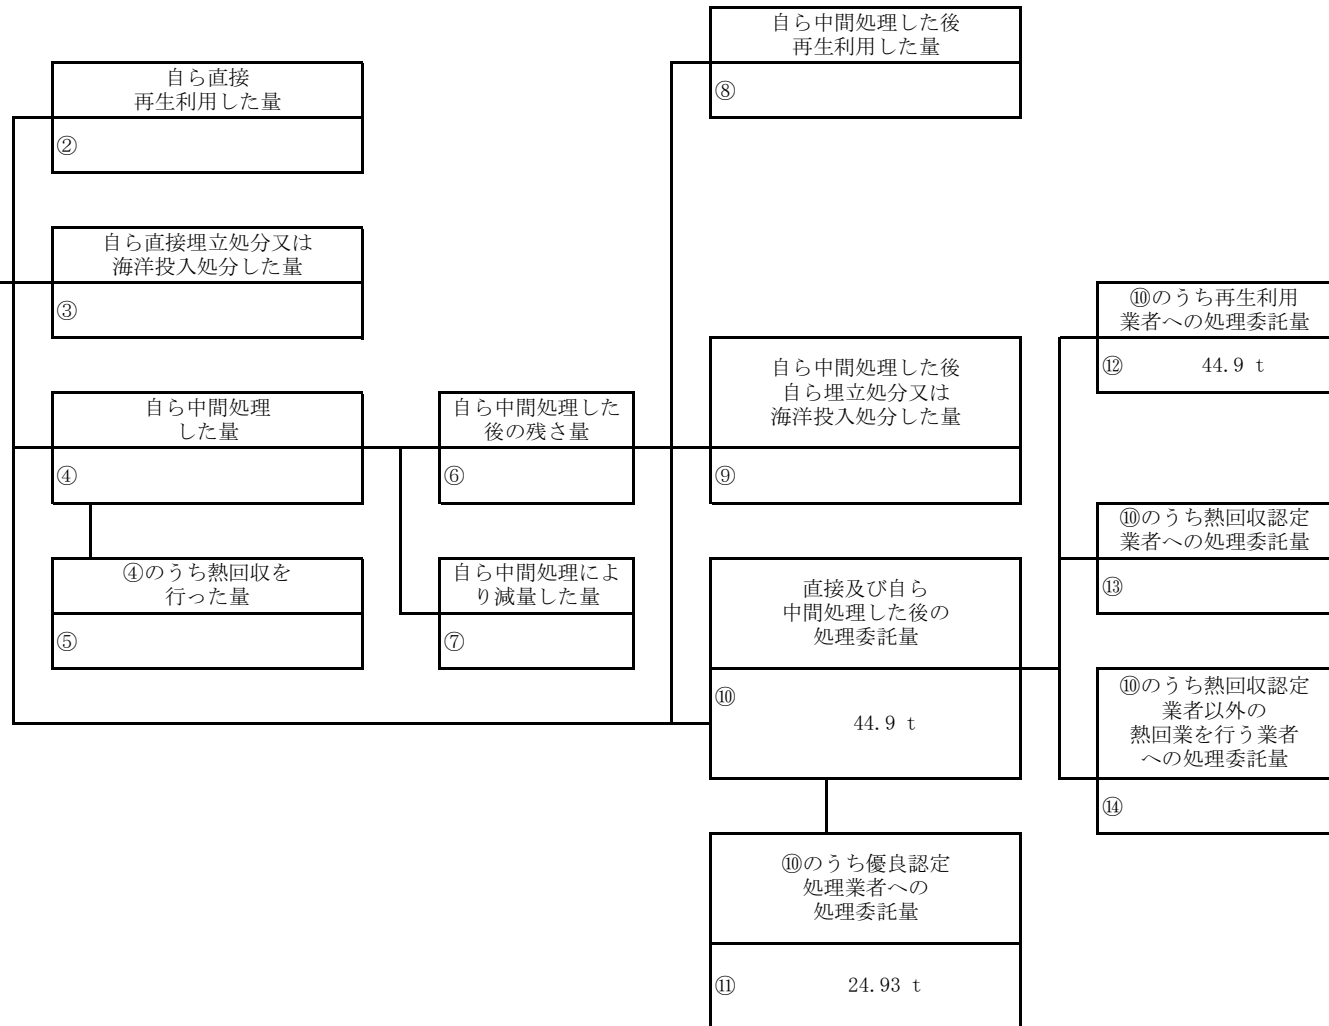 自ら中間処理した後
再生利用した量
⑧
自ら直接
再生利用した量
②
自ら直接埋立処分又は
海洋投入処分した量
③
⑩のうち再生利用
業者への処理委託量
⑫ 44.9 t
自ら中間処理した後
自ら埋立処分又は
海洋投入処分した量
⑨
自ら中間処理
した量
④
自ら中間処理した
後の残さ量
⑥
⑩のうち熱回収認定
業者への処理委託量
⑬
④のうち熱回収を
行った量
⑤
自ら中間処理によ
り減量した量
⑦
直接及び自ら
中間処理した後の
処理委託量
⑩
44.9 t
⑩のうち熱回収認定
業者以外の
熱回業を行う業者
への処理委託量
⑭
⑩のうち優良認定
処理業者への
処理委託量
⑪ 24.93 t